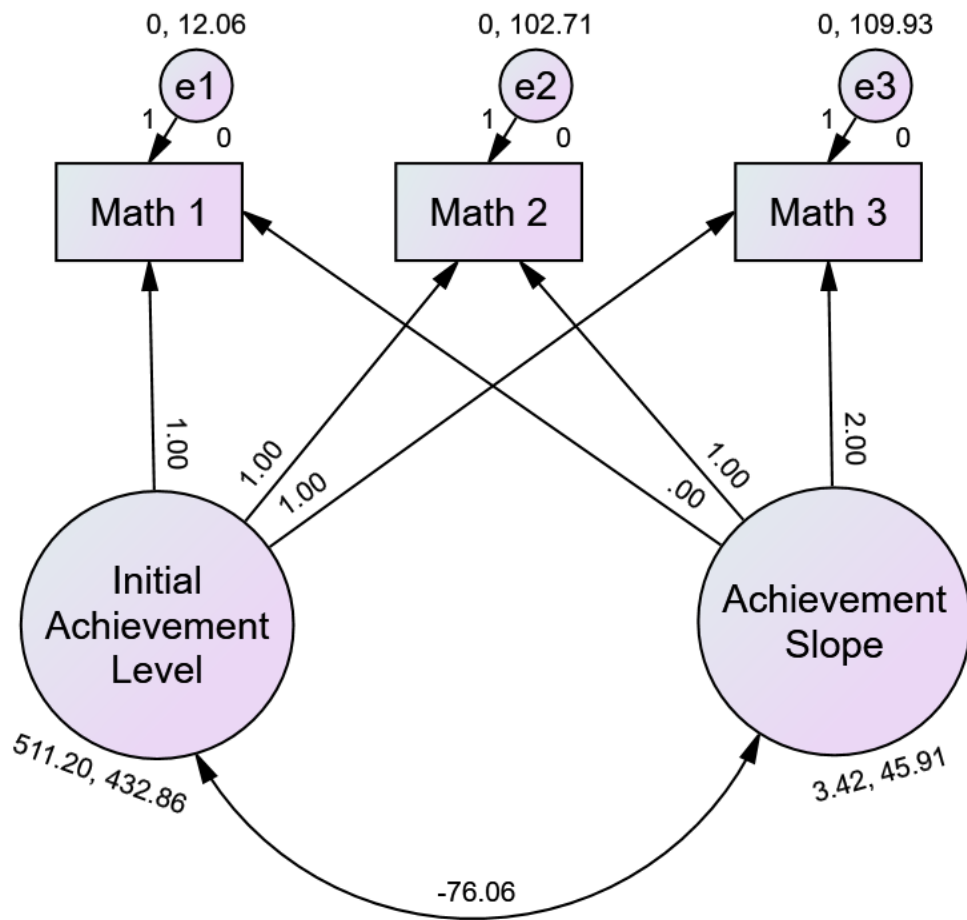 0, 12.06
0, 102.71
0, 109.93
e1
e2
e3
1
0
1
0
1
0
Math 1
Math 2
Math 3
1.00
1.00
1.00
.00
1.00
2.00
Initial
Achievement
Level
Achievement
Slope
511.20, 432.86
3.42, 45.91
-76.06